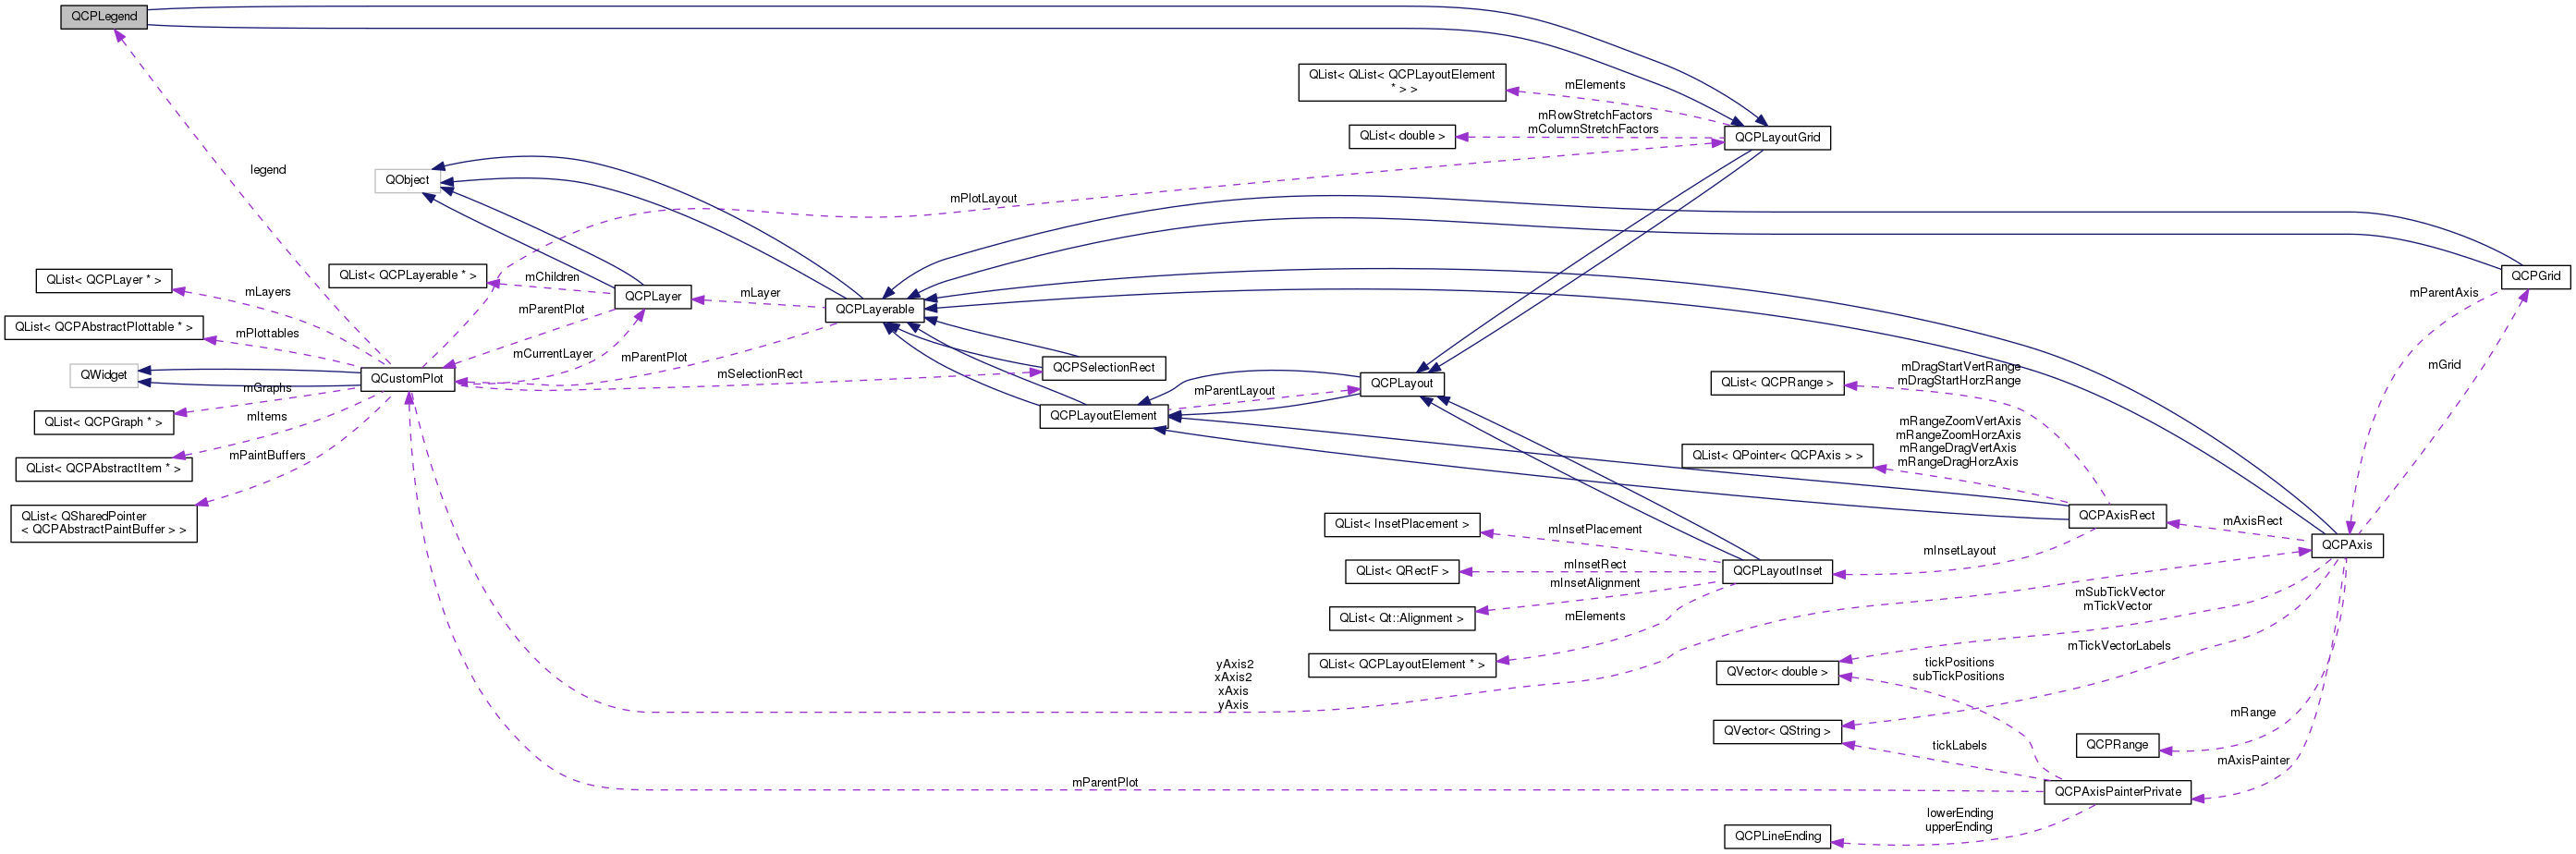 QCPLegend
QList< QList< QCPLayoutElement
* > >
mElements
mRowStretchFactors
mColumnStretchFactors
QList< double >
QCPLayoutGrid
legend
QObject
mPlotLayout
QList< QCPLayer * >
mLayers
QList< QCPLayerable * >
mChildren
QCPLayer
mLayer
QCPLayerable
QCPGrid
mParentAxis
mParentPlot
QList< QCPAbstractPlottable * >
mPlottables
mCurrentLayer
mParentPlot
QWidget
QCustomPlot
mSelectionRect
QCPSelectionRect
mGrid
mGraphs
QList< QCPGraph * >
mItems
QList< QCPAbstractItem * >
mPaintBuffers
QList< QSharedPointer
< QCPAbstractPaintBuffer > >
QCPLayoutElement
mParentLayout
QCPLayout
QList< QCPRange >
mDragStartVertRange
mDragStartHorzRange
QList< QPointer< QCPAxis > >
mRangeZoomVertAxis
mRangeZoomHorzAxis
mRangeDragVertAxis
mRangeDragHorzAxis
QCPAxisRect
mAxisRect
QCPAxis
QList< InsetPlacement >
mInsetPlacement
mInsetLayout
QList< QRectF >
mInsetRect
QCPLayoutInset
mInsetAlignment
QList< Qt::Alignment >
mElements
QList< QCPLayoutElement * >
mSubTickVector
mTickVector
mTickVectorLabels
yAxis2
xAxis2
xAxis
yAxis
QVector< double >
tickPositions
subTickPositions
QVector< QString >
tickLabels
mRange
QCPRange
mAxisPainter
mParentPlot
QCPAxisPainterPrivate
lowerEnding
upperEnding
QCPLineEnding